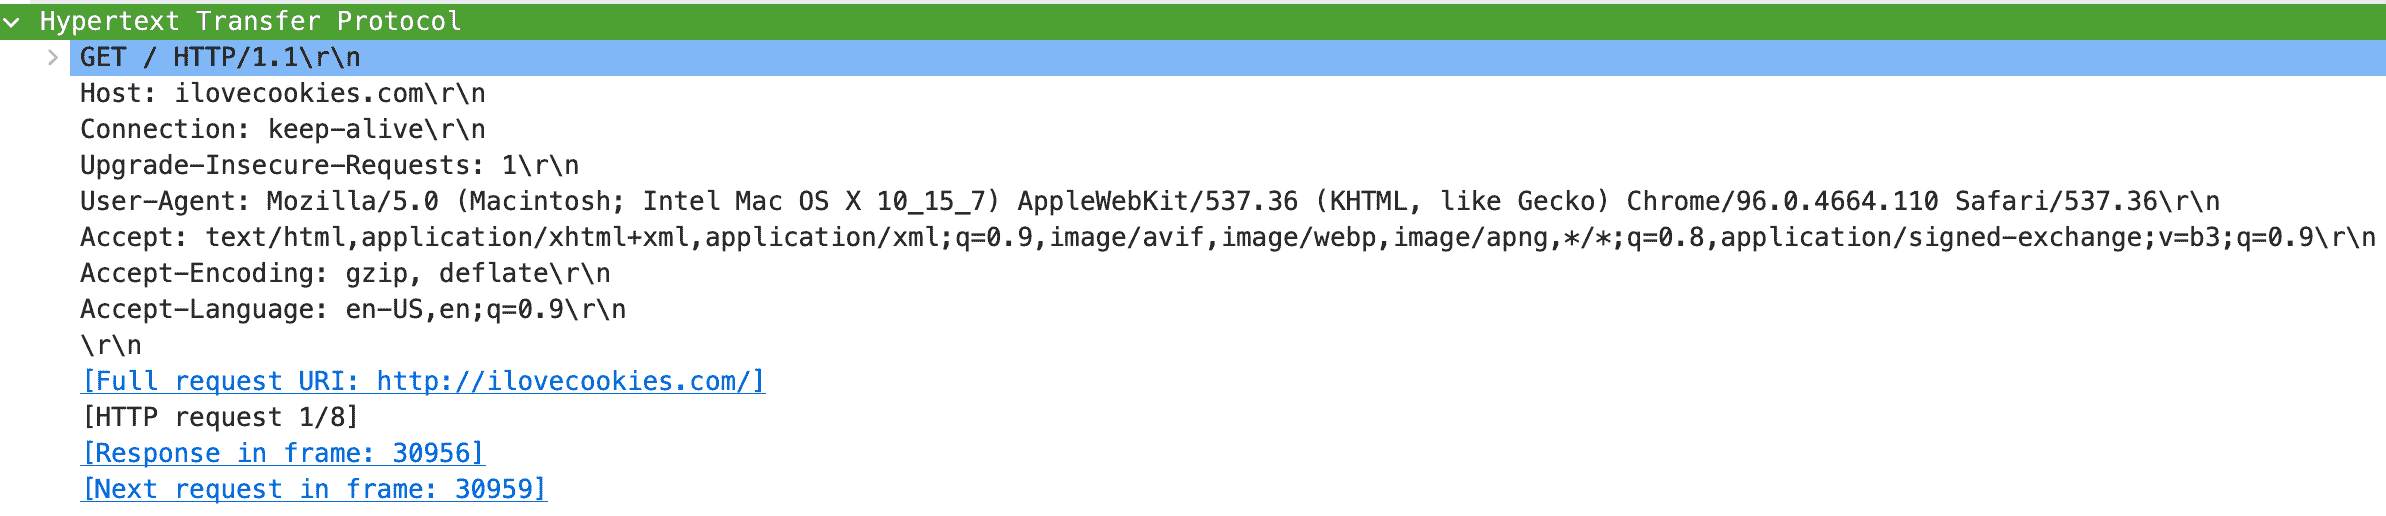 Hypertext Transfer Protocol
GET / HTTP/1.1\r\n
Host: ilovecookies.com\r\n
Connection: keep-alive\r\n
Upgrade-Insecure-Requests: 1\r\n
User-Agent: Mozilla/5.0 (Macintosh; Intel Mac OS X 10_15_7) AppleWebKit/537.36 (KHTML, like Gecko) Chrome/96.0.4664.110 Safari/537.36\r\n
Accept: text/html,application/xhtml+xml,application/xml;q=0.9,image/avif,image/webp,image/apng,*/*;q=0.8,application/signed-exchange;v=b3;q=0.9\r\n
Accept-Encoding: gzip, deflate\r\n
Accept-Language: en-US,en;q=0.9\r\n
\r\n
[Full request URI: http://ilovecookies.com/]
[HTTP request 1/8]
[Response in frame: 30956]
[Next request in frame: 30959]